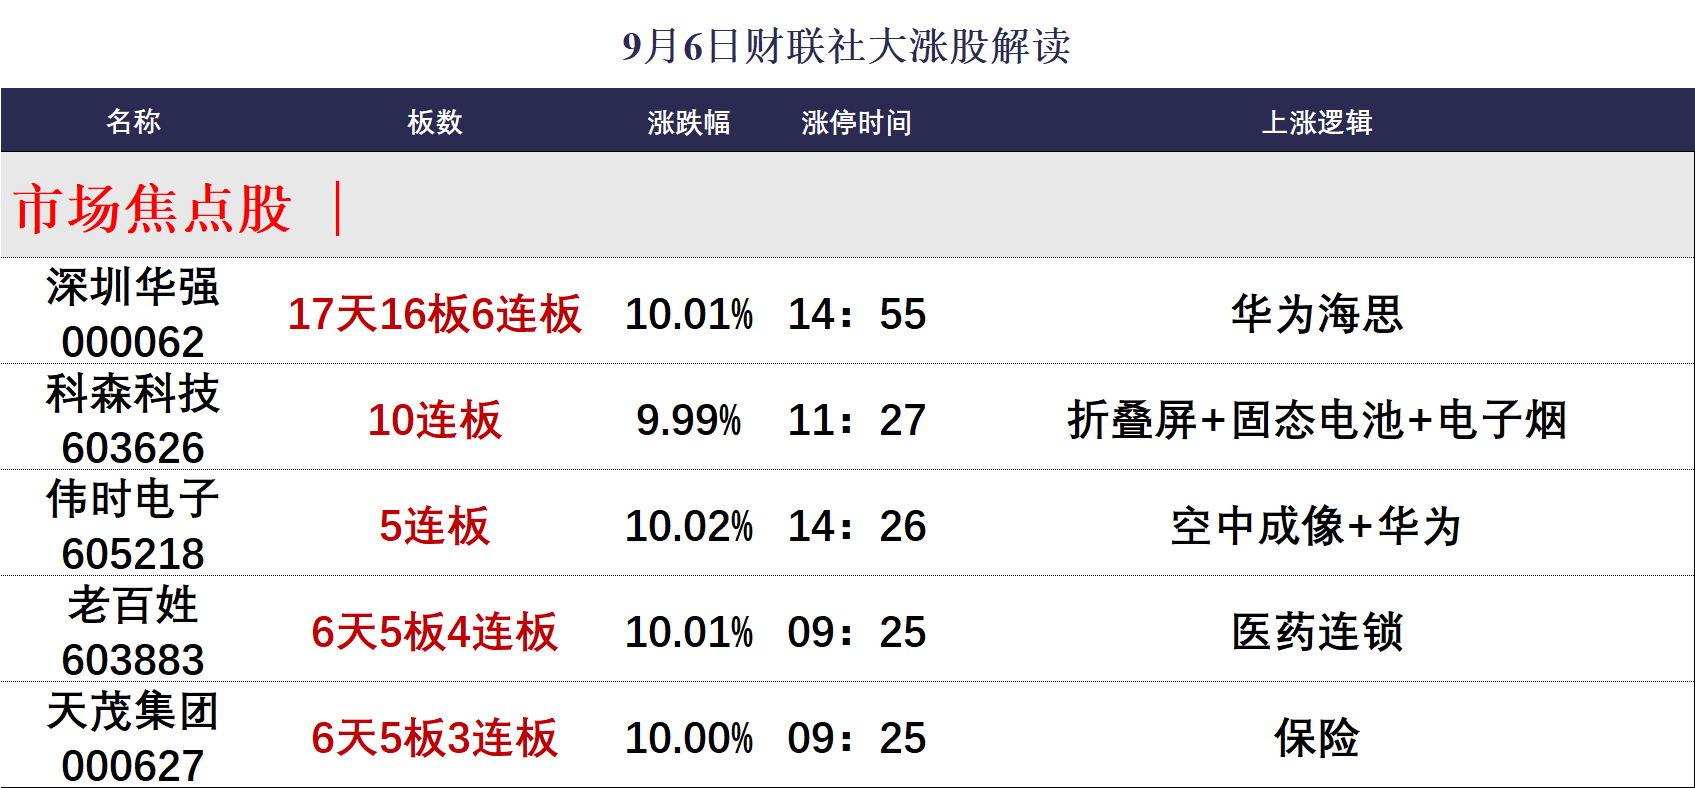 9月6日财联社大涨股解读
名称 板数 涨跌幅 涨停时间 上涨逻辑
市场焦点股 |
深圳华强
000062 17天16板6连板 10.01% 14：55 华为海思
科森科技
603626 10连板 9.99% 11：27 折叠屏+固态电池+电子烟
伟时电子
605218 5连板 10.02% 14：26 空中成像+华为
老百姓
603883 6天5板4连板 10.01% 09：25 医药连锁
天茂集团
000627 6天5板3连板 10.00% 09：25 保险